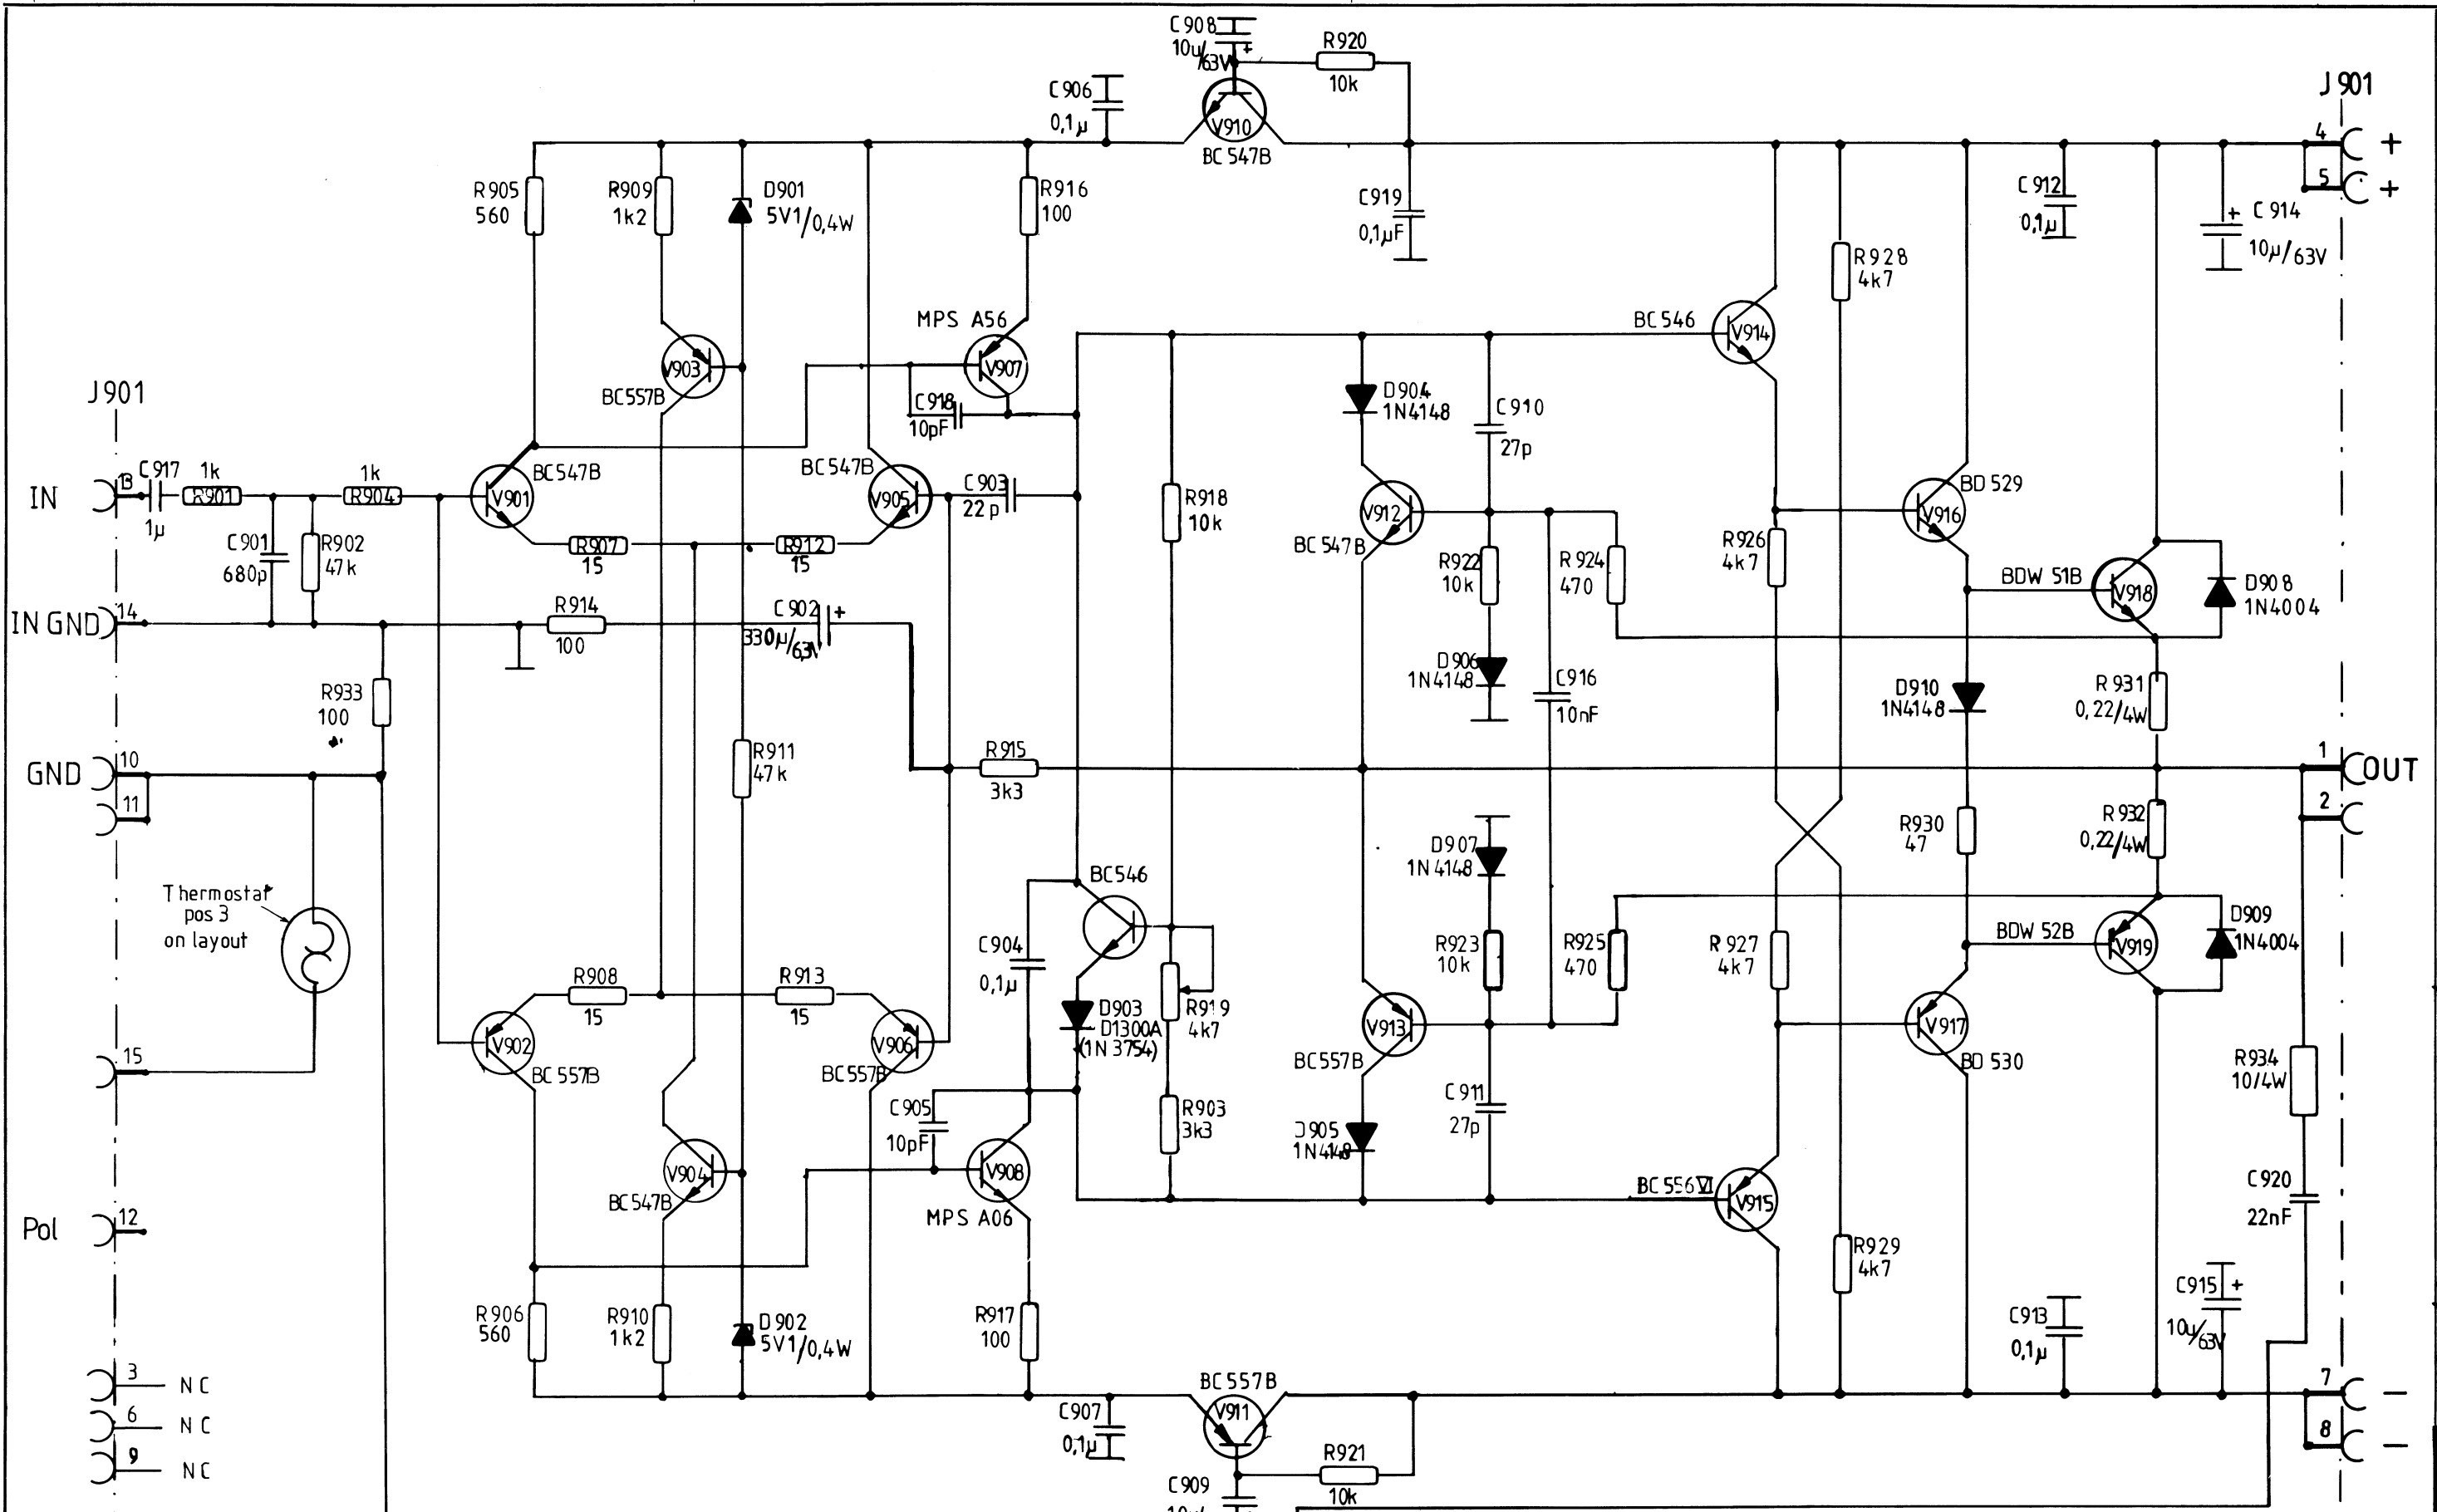 C908
10u/63V
+
R920
10k
V910
BC547B
C906
0,1µ
J901
4 +
5 +
R905
560
R909
1k2
D901
5V1/0,4W
R916
100
C919
0,1µF
C912
0,1µ
+ C914
10µ/63V
R928
4k7
MPS A56
V907
BC546
V914
V903
BC557B
C918
10pF
D904
1N4148
C910
27p
J901
IN
13
C917
1µ
1k
R901
1k
R904
BC547B
V901
BC547B
V905
C903
22p
R918
10k
V912
BC547B
BD529
V916
C901
680p
R902
47k
R907
15
R912
15
R922
10k
R924
470
R926
4k7
BDW 51B
V918
D908
1N4004
IN GND
14
R914
100
C902
+
330µ/63V
D906
1N4148
C916
10nF
D910
1N4148
R931
0,22/4W
R933
100
GND
10
11
R911
47k
R915
3k3
1
OUT
2
D907
1N4148
R930
47
R932
0,22/4W
Thermostat
pos 3
on layout
BC546
C904
0,1µ
R923
10k
R925
470
R927
4k7
BDW 52B
V919
D909
1N4004
R908
15
R913
15
D903
D1300A
(1N3754)
R919
4k7
V902
BC557B
V906
BC557B
V913
BC557B
V917
BD530
15
C905
10pF
R903
3k3
D905
1N4148
C911
27p
R934
10/4W
V904
BC547B
V908
MPS A06
BC556VI
V915
C920
22nF
Pol
12
R929
4k7
R906
560
R910
1k2
D902
5V1/0,4W
R917
100
C913
0,1µ
C915
+
10u/63V
3
NC
6
NC
9
NC
BC557B
V911
C907
0,1µ
7 −
8 −
R921
10k
C909